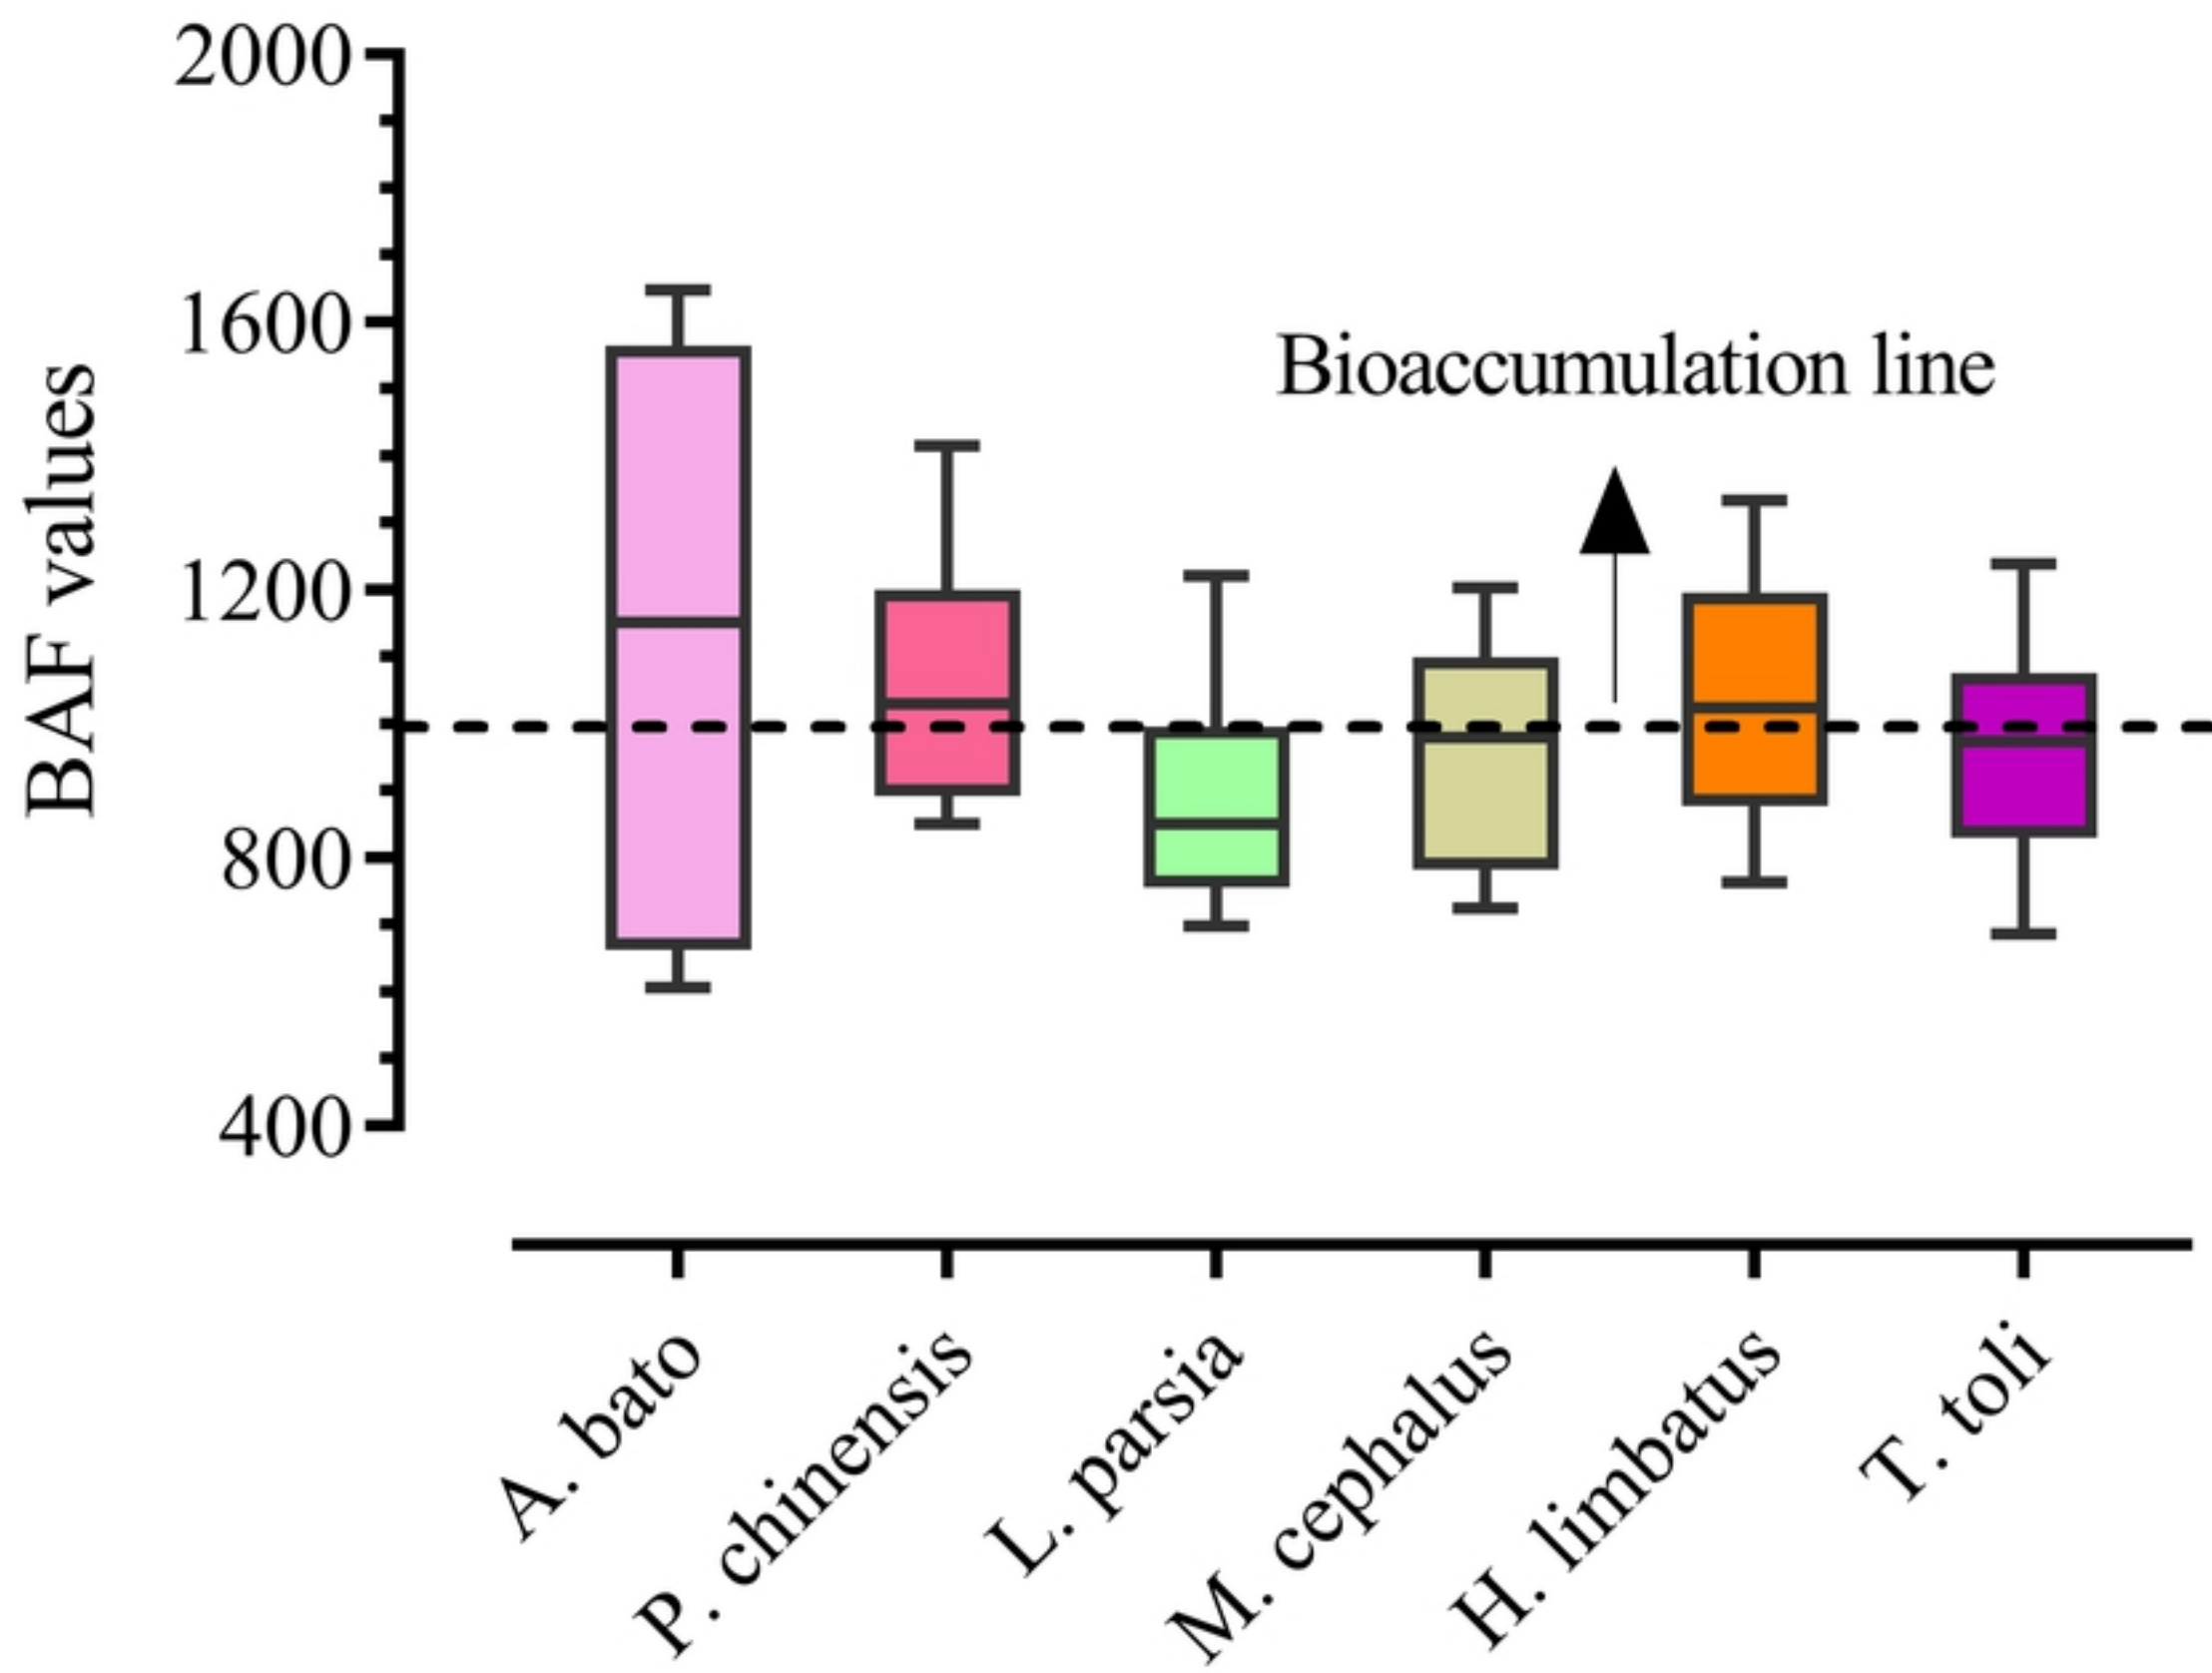 2000
1600
1200
800
400
BAF values
Bioaccumulation line
A. bato
P. chinensis
L. parsia
M. cephalus
H. limbatus
T. toli